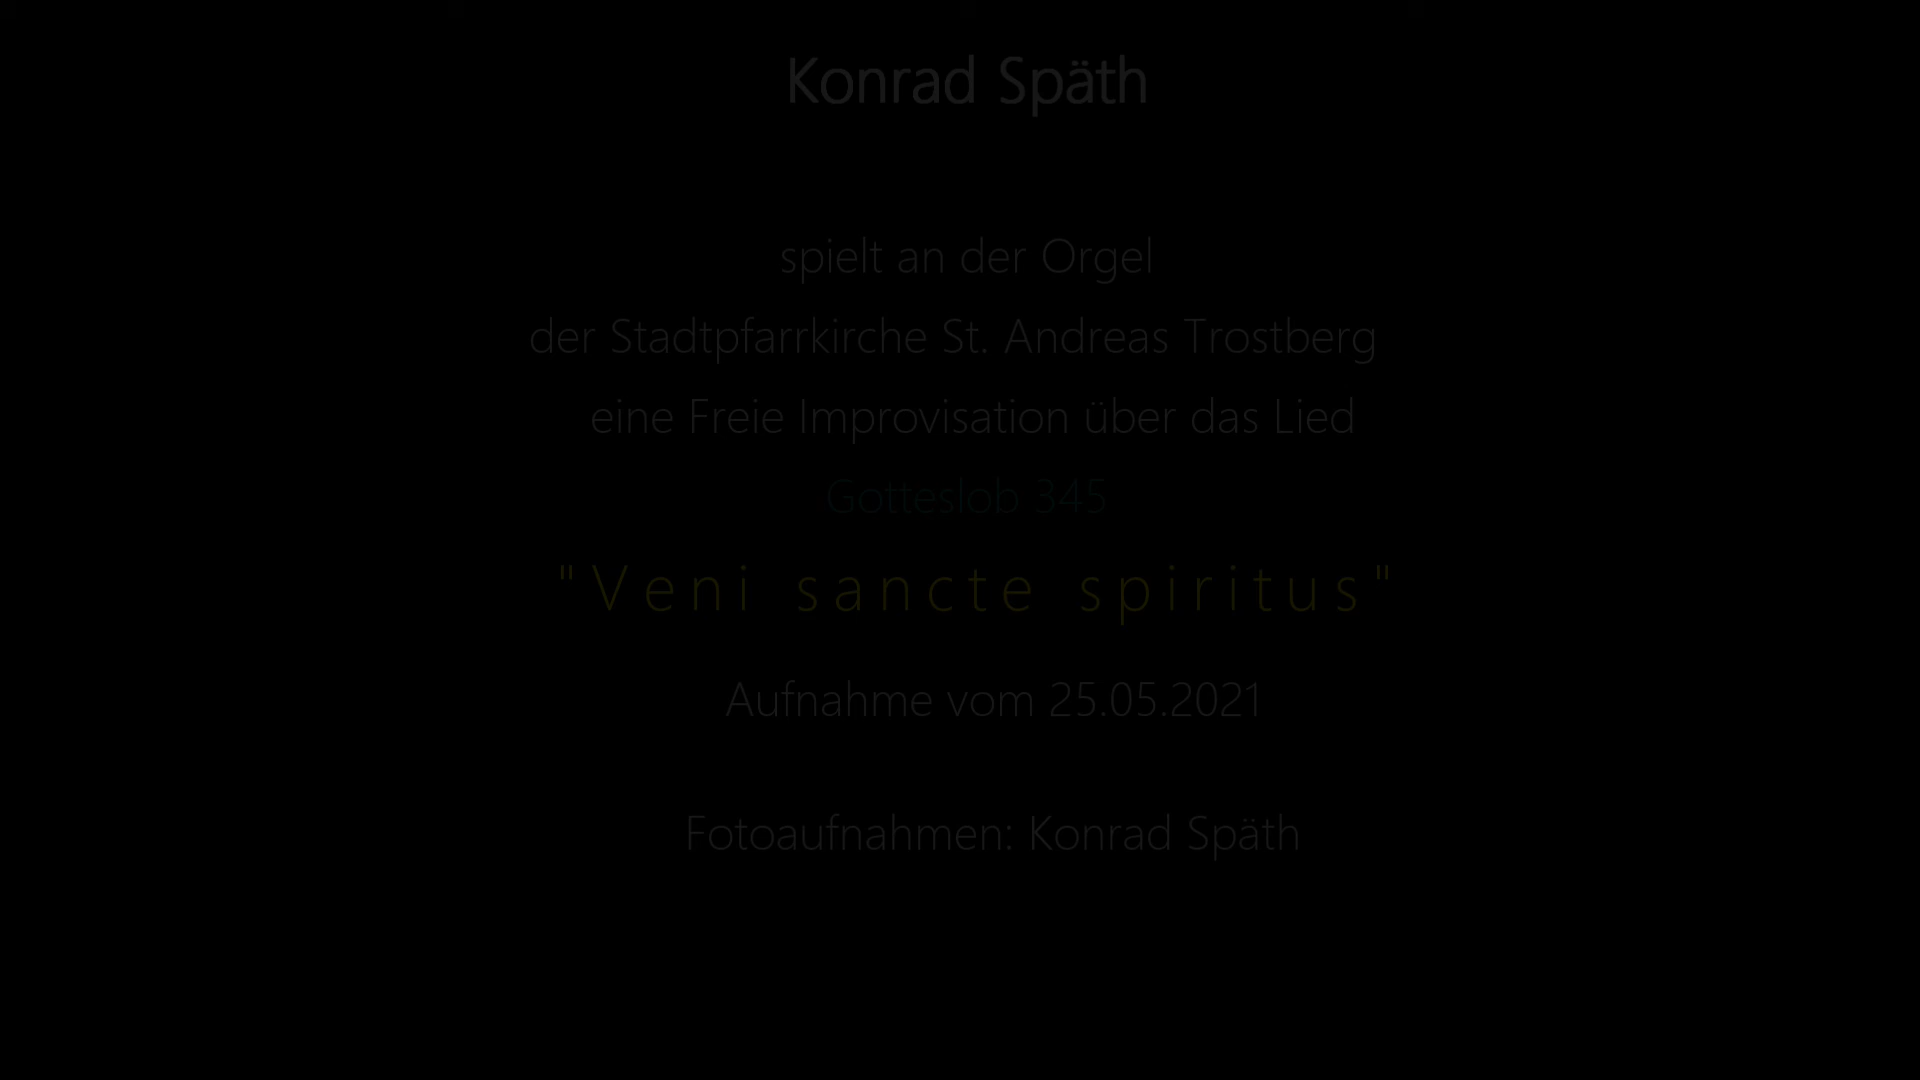 Konrad Späth
spielt an der Orgel
der Stadtpfarrkirche St. Andreas Trostberg
eine Freie Improvisation über das Lied
Gotteslob 345
"Veni sancte spiritus"
Aufnahme vom 25.05.2021
Fotoaufnahmen: Konrad Späth